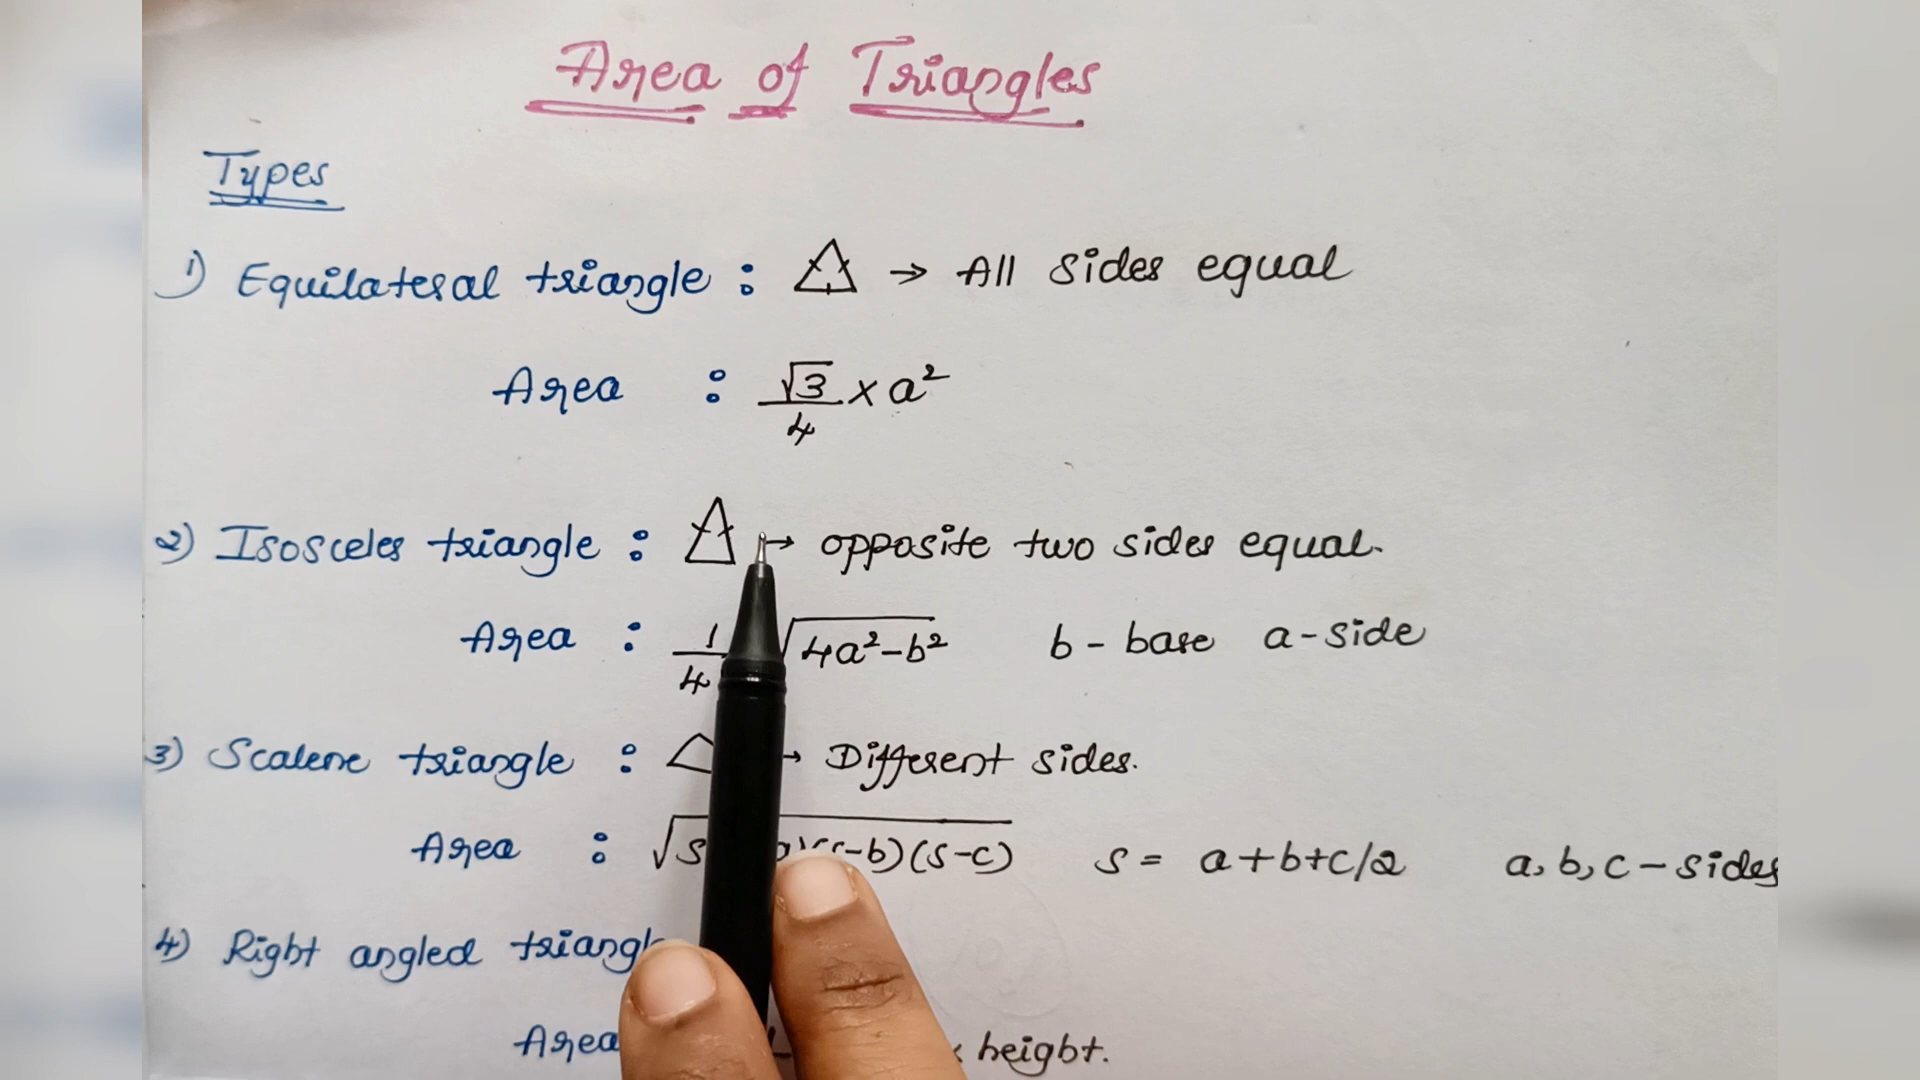 Area of Triangles
Types
1) Equilateral triangle : → All sides equal
Area : √3/4 × a²
2) Isosceles triangle : → opposite two sides equal.
Area : 1/4 √4a²-b² b - base a - side
3) Scalene triangle : → Different sides.
Area : √s (s-b)(s-c) s = a+b+c/2 a, b, c - sides
4) Right angled
Area height.